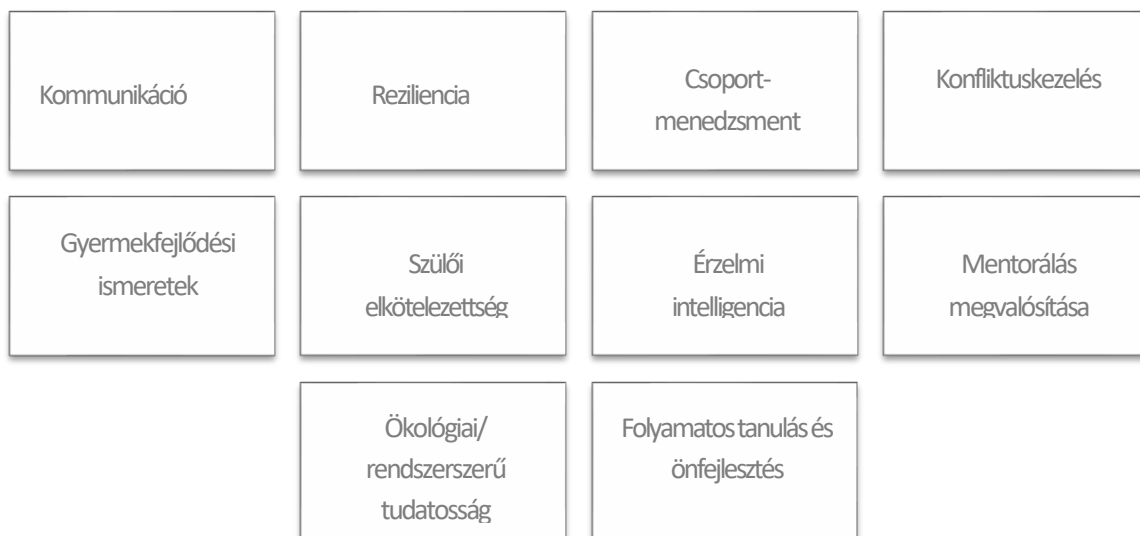 Kommunikáció
Reziliencia
Csoport-
menedzsment
Konfliktuskezelés
Gyermekfejlődési
ismeretek
Szülői
elkötelezettség
Érzelmi
intelligencia
Mentorálás
megvalósítása
Ökológiai/
rendszerszerű
tudatosság
Folyamatos tanulás és
önfejlesztés